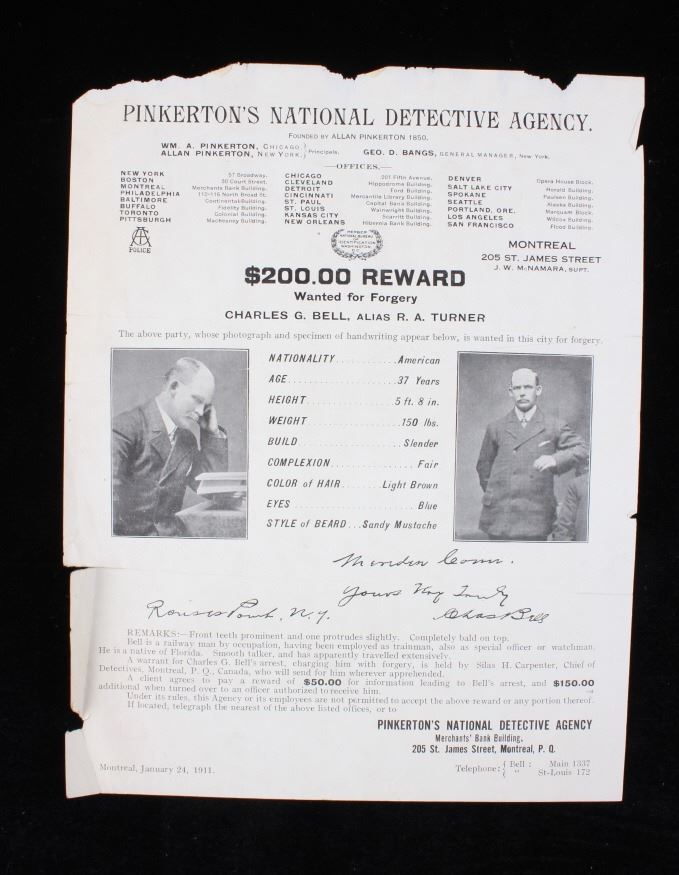 PINKERTON'S NATIONAL DETECTIVE AGENCY.
FOUNDED BY ALLAN PINKERTON 1850.
WM. A. PINKERTON, CHICAGO.
ALLAN PINKERTON, NEW YORK.
Principals.
GEO. D. BANGS, GENERAL MANAGER, New York.
—OFFICES.—
NEW YORK 57 Broadway.
BOSTON 30 Court Street.
MONTREAL Merchants Bank Building.
PHILADELPHIA 112-116 North Broad St.
BALTIMORE Continental Building.
BUFFALO Fidelity Building.
TORONTO Colonial Building.
PITTSBURGH Machesney Building.
CHICAGO 201 Fifth Avenue.
CLEVELAND Hippodrome Building.
DETROIT Ford Building.
CINCINNATI Mercantile Library Building.
ST. PAUL Capital Bank Building.
ST. LOUIS Wainwright Building.
KANSAS CITY Scarritt Building.
NEW ORLEANS Hibernia Bank Building.
DENVER Opera House Block.
SALT LAKE CITY Herald Building.
SPOKANE Paulsen Building.
SEATTLE Alaska Building.
PORTLAND, ORE. Marquam Block.
LOS ANGELES Wilcox Building.
SAN FRANCISCO Flood Building.
POLICE
MEMBER
NATIONAL BUREAU
OF
IDENTIFICATION
WASHINGTON
D.C.
MONTREAL
205 ST. JAMES STREET
J. W. McNAMARA, SUPT.
$200.00 REWARD
Wanted for Forgery
CHARLES G. BELL, ALIAS R. A. TURNER
The above party, whose photograph and specimen of handwriting appear below, is wanted in this city for forgery.
NATIONALITY............American
AGE..................37 Years
HEIGHT...............5 ft. 8 in.
WEIGHT...............150 lbs.
BUILD................Slender
COMPLEXION...............Fair
COLOR of HAIR.......Light Brown
EYES..................Blue
STYLE of BEARD...Sandy Mustache
Meriden Conn.
Yours Very Truly
Rouses Point, N.Y. Chas Bell
REMARKS:—Front teeth prominent and one protrudes slightly. Completely bald on top.
Bell is a railway man by occupation, having been employed as trainman, also as special officer or watchman.
He is a native of Florida. Smooth talker, and has apparently travelled extensively.
A warrant for Charles G. Bell's arrest, charging him with forgery, is held by Silas H. Carpenter, Chief of
Detectives, Montreal, P. Q., Canada, who will send for him wherever apprehended.
A client agrees to pay a reward of $50.00 for information leading to Bell's arrest, and $150.00
additional when turned over to an officer authorized to receive him.
Under its rules, this Agency or its employees are not permitted to accept the above reward or any portion thereof.
If located, telegraph the nearest of the above listed offices, or to
PINKERTON'S NATIONAL DETECTIVE AGENCY
Merchants' Bank Building,
205 St. James Street, Montreal, P. Q.
Montreal, January 24, 1911.
Telephone: { Bell : Main 1337
" St-Louis 172